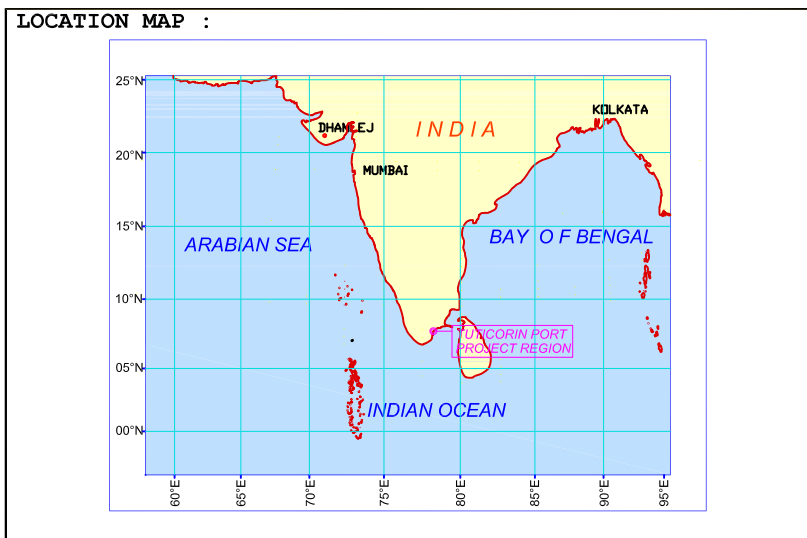 LOCATION MAP :
25°N
KOLKATA
DHAMLEJ
INDIA
20°N
MUMBAI
15°N
ARABIAN SEA
BAY OF BENGAL
10°N
TUTICORIN PORT
PROJECT REGION
05°N
INDIAN OCEAN
00°N
60°E
65°E
70°E
75°E
80°E
85°E
90°E
95°E